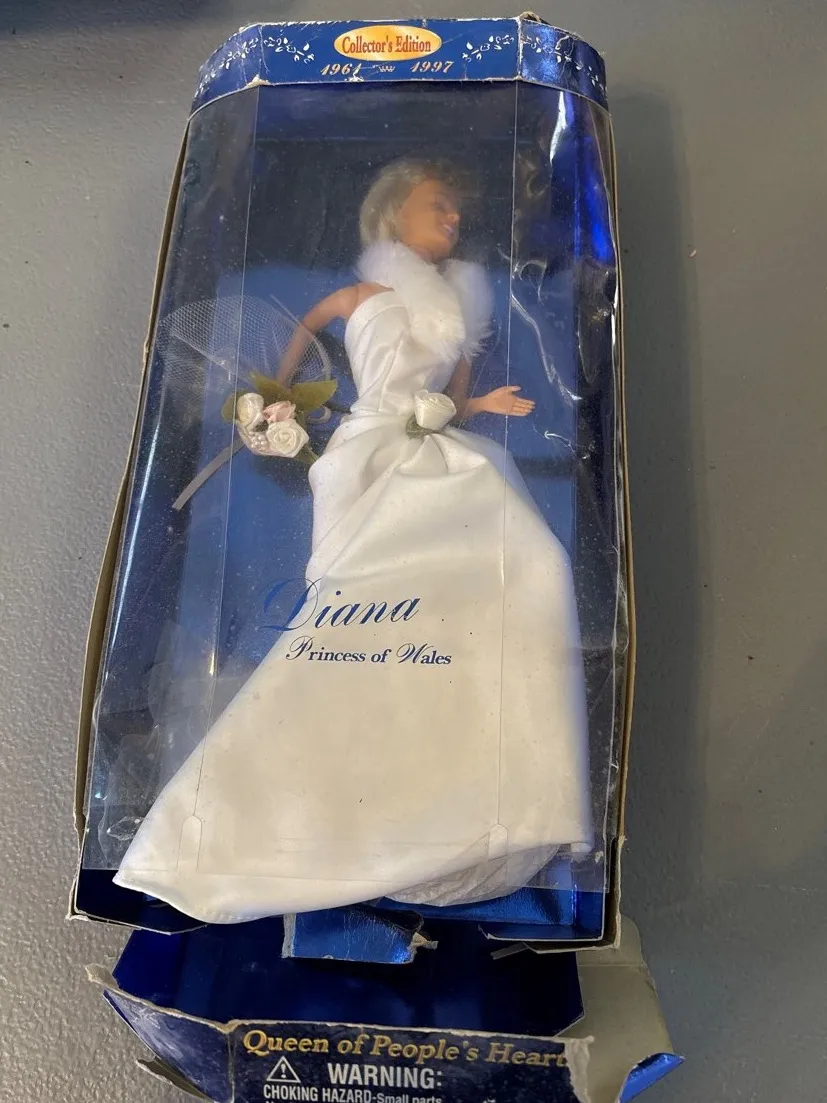 Collector's Edition
1961 1997
Diana
Princess of Wales
Queen of People's Heart
WARNING:
CHOKING HAZARD-Small parts